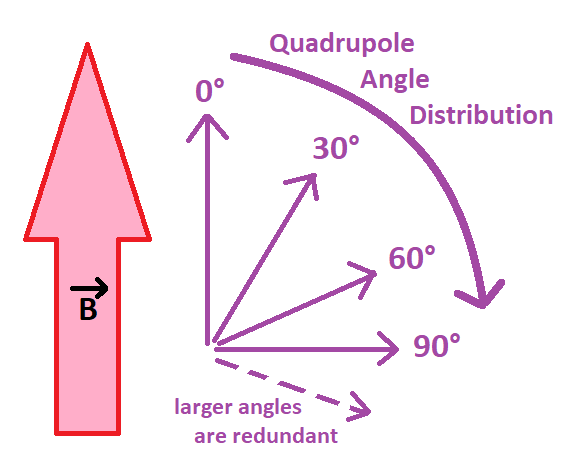 Quadrupole
Angle
Distribution
0°
30°
60°
90°
B
larger angles
are redundant